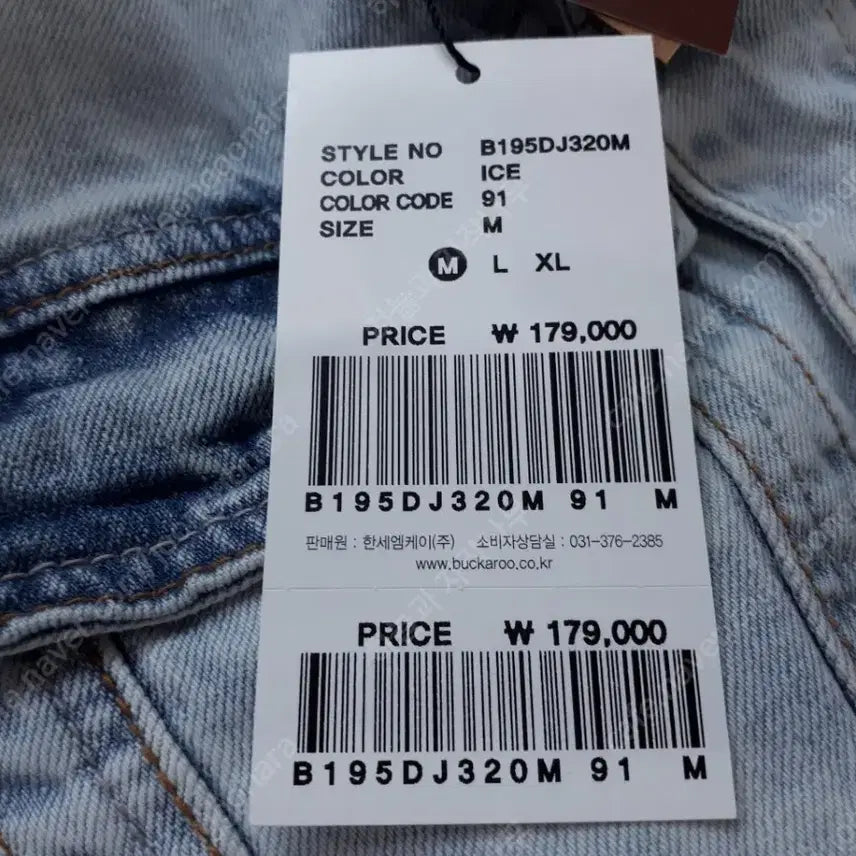 STYLE NO B195DJ320M
COLOR ICE
COLOR CODE 91
SIZE M
M L XL
PRICE ₩ 179,000
B195DJ320M 91 M
판매원 : 한세엠케이(주) 소비자상담실 : 031-376-2385
www.buckaroo.co.kr
PRICE ₩ 179,000
B195DJ320M 91 M